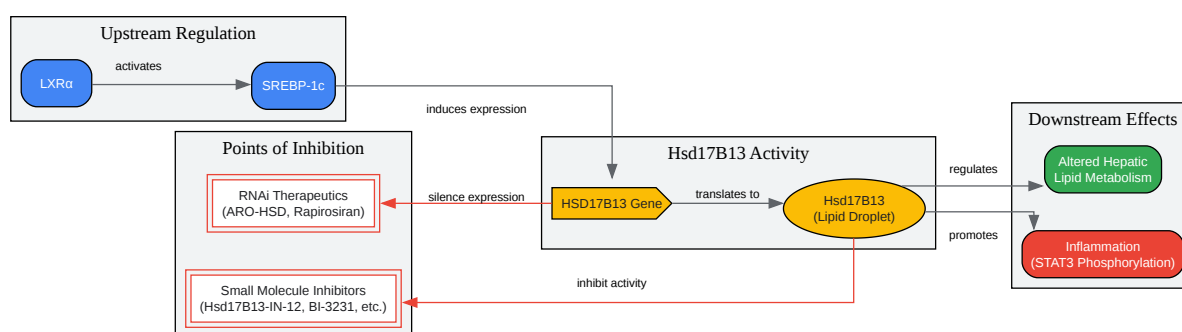 Upstream Regulation
LXRα
activates
SREBP-1c
induces expression
Points of Inhibition
RNAi Therapeutics
(ARO-HSD, Rapirosiran)
silence expression
Small Molecule Inhibitors
(Hsd17B13-IN-12, BI-3231, etc.)
inhibit activity
Hsd17B13 Activity
HSD17B13 Gene
translates to
Hsd17B13
(Lipid Droplet)
regulates
promotes
Downstream Effects
Altered Hepatic
Lipid Metabolism
Inflammation
(STAT3 Phosphorylation)